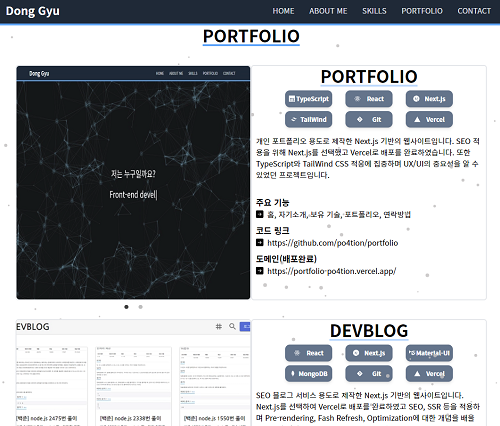 Dong Gyu
HOME ABOUT ME SKILLS PORTFOLIO CONTACT
PORTFOLIO
Dong Gyu HOME ABOUT ME SKILLS PORTFOLIO CONTACT
저는 누구일까요?
Front-end devel
PORTFOLIO
TypeScript React Next.js
TailWind Git Vercel
개인 포트폴리오 용도로 제작한 Next.js 기반의 웹사이트입니다. SEO 적
용을 위해 Next.js를 선택했고 Vercel로 배포를 완료하였습니다. 또한
TypeScript와 TailWind CSS 적응에 집중하며 UX/UI의 중요성을 알 수
있었던 프로젝트입니다.
주요 기능
홈, 자기소개, 보유 기술, 포트폴리오, 연락방법
코드 링크
https://github.com/po4tion/portfolio
도메인(배포완료)
https://portfolio-po4tion.vercel.app/
EVBLOG
[백준] node.js 2475번 풀이 [백준] node.js 2338번 풀이 [백준] node.js 1550번 풀이
DEVBLOG
React Next.js Material-UI
MongoDB Git Vercel
SEO 블로그 서비스 용도로 제작한 Next.js 기반의 웹사이트입니다.
Next.js를 선택하여 Vercel로 배포를 완료하였고 SEO, SSR 등을 적용하
며 Pre-rendering, Fash Refresh, Optimization에 대한 개념을 배울